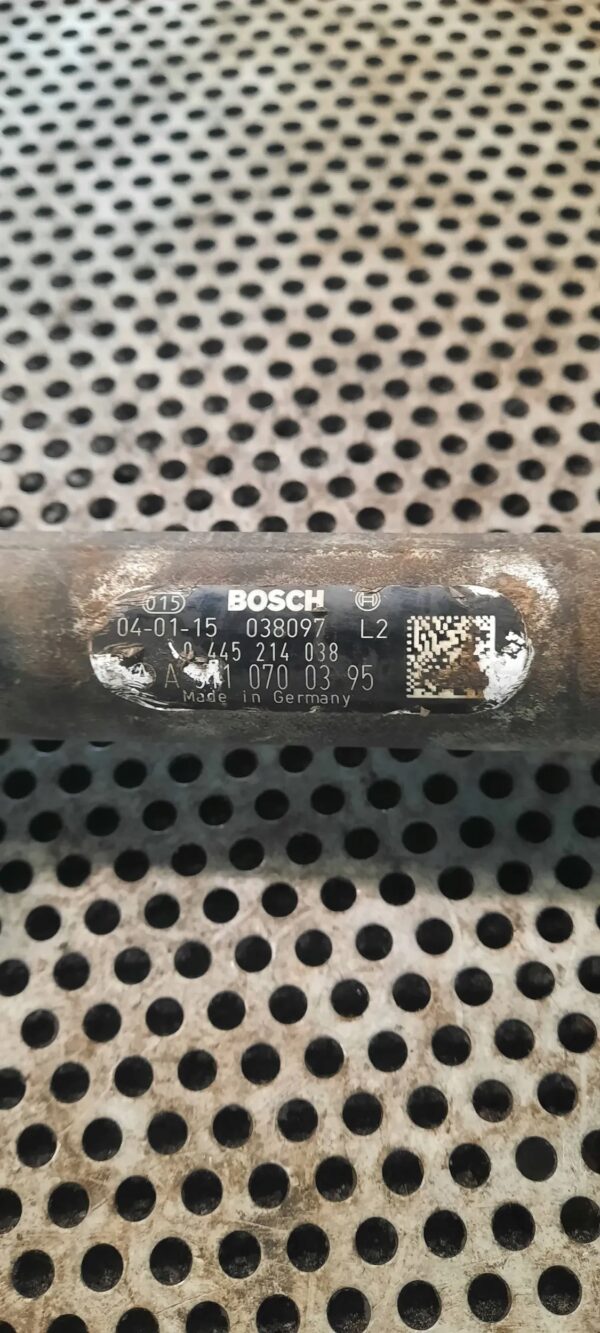 015 BOSCH
04-01-15 038097 L2
0 445 214 038
A 070 03 95
Made in Germany